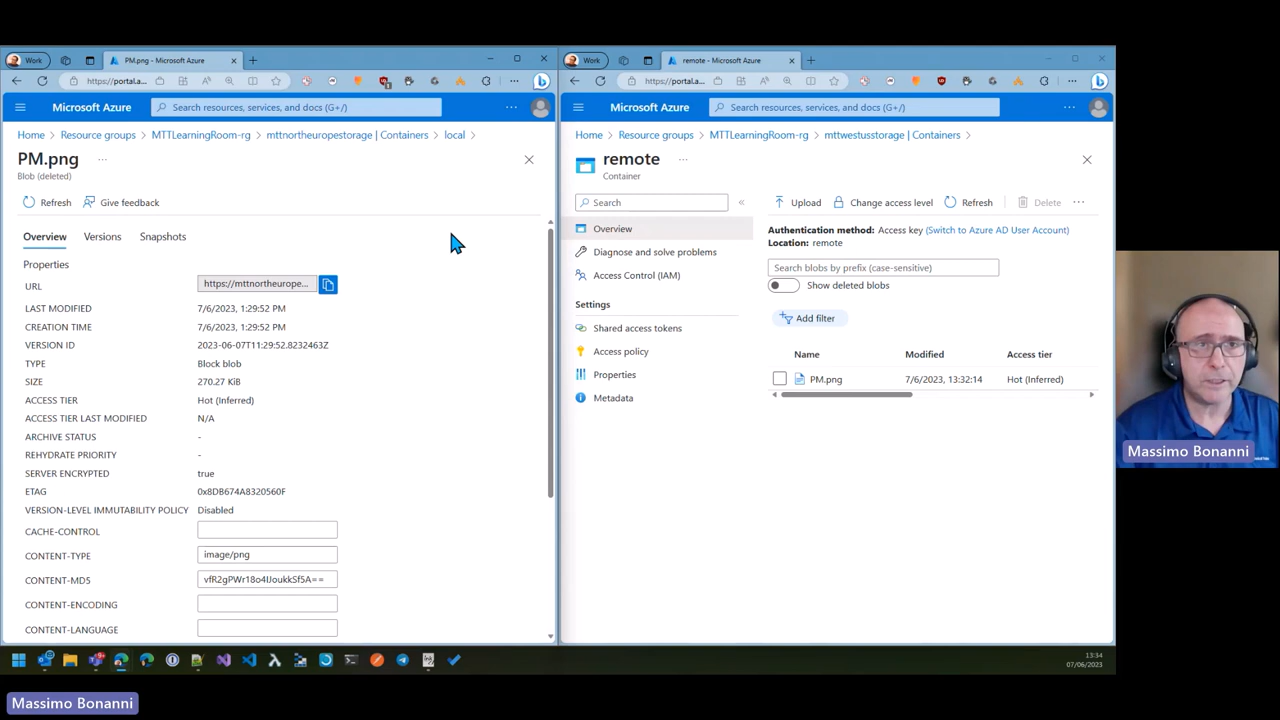 Work
PM.png - Microsoft Azure
https://portal.a...
Microsoft Azure
Search resources, services, and docs (G+/)
Home > Resource groups > MTTLearningRoom-rg > mttnortheuropestorage | Containers > local >
PM.png ...
Blob (deleted)
Refresh
Give feedback
Overview
Versions
Snapshots
Properties
URL
https://mttnortheurope...
LAST MODIFIED
7/6/2023, 1:29:52 PM
CREATION TIME
7/6/2023, 1:29:52 PM
VERSION ID
2023-06-07T11:29:52.8232463Z
TYPE
Block blob
SIZE
270.27 KiB
ACCESS TIER
Hot (Inferred)
ACCESS TIER LAST MODIFIED
N/A
ARCHIVE STATUS
-
REHYDRATE PRIORITY
-
SERVER ENCRYPTED
true
ETAG
0x8DB674A8320560F
VERSION-LEVEL IMMUTABILITY POLICY
Disabled
CACHE-CONTROL
CONTENT-TYPE
image/png
CONTENT-MD5
CONTENT-ENCODING
CONTENT-LANGUAGE
Work
remote - Microsoft Azure
https://portal.a...
Microsoft Azure
Search resources, services, and docs (G+/)
Home > Resource groups > MTTLearningRoom-rg > mttwestusstorage | Containers >
remote ...
Container
Search
Overview
Diagnose and solve problems
Access Control (IAM)
Settings
Shared access tokens
Access policy
Properties
Metadata
Upload
Change access level
Refresh
Delete
Authentication method: Access key (Switch to Azure AD User Account)
Location: remote
Search blobs by prefix (case-sensitive)
Show deleted blobs
Add filter
Name
Modified
Access tier
PM.png
7/6/2023, 13:32:14
Hot (Inferred)
13:34
07/06/2023
Massimo Bonanni
Massimo Bonanni